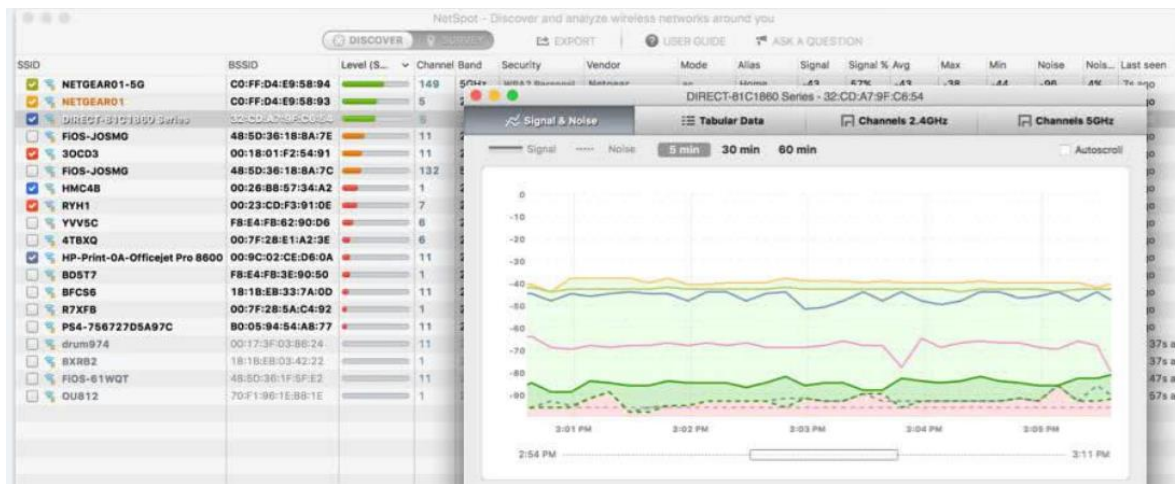 NetSpot - Discover and analyze wireless networks around you
DISCOVER SURVEY EXPORT USER GUIDE ASK A QUESTION
SSID BSSID Level (S... Channel Band Security Vendor Mode Alias Signal Signal % Avg Max Min Noise Nois... Last seen
NETGEAR01-5G C0:FF:D4:E9:58:94 149 5GHz WPA2 Personal Netgear ac Home -43 57% -43 -38 -44 -96 4% 7s ago
NETGEAR01 C0:FF:D4:E9:58:93 5
DIRECT-81C1860 Series 32:CD:A7:9F:C6:54
FiOS-JOSMG 48:5D:36:18:8A:7E 11
3OCD3 00:18:01:F2:54:91 11
FiOS-JOSMG 48:5D:36:18:8A:7C 132
HMC4B 00:26:B8:57:34:A2 1
RYH1 00:23:CD:F3:91:0E 7
YVV5C F8:E4:FB:62:90:D6 6
4TBXQ 00:7F:28:E1:A2:3E 6
HP-Print-0A-Officejet Pro 8600 00:9C:02:CE:D6:0A 11
BD5T7 F8:E4:FB:3E:90:50 1
BFCS6 18:1B:EB:33:7A:0D 11
R7XFB 00:7F:28:5A:C4:92 1
PS4-756727D5A97C B0:05:94:54:A8:77 11
drum974 00:17:3F:03:86:24 11
BXRB2 18:1B:EB:03:42:22 1
FiOS-61WQT 48:5D:36:1F:5F:E2 11
OU812 70:F1:96:1E:B8:1E 1
37s a
37s a
47s a
57s a
DIRECT-81C1860 Series - 32:CD:A7:9F:C6:54
Signal & Noise Tabular Data Channels 2.4GHz Channels 5GHz
Signal Noise 5 min 30 min 60 min Autoscroll
0
-10
-20
-30
-40
-50
-60
-70
-80
-90
3:01 PM 3:02 PM 3:03 PM 3:04 PM 3:05 PM
2:54 PM 3:11 PM